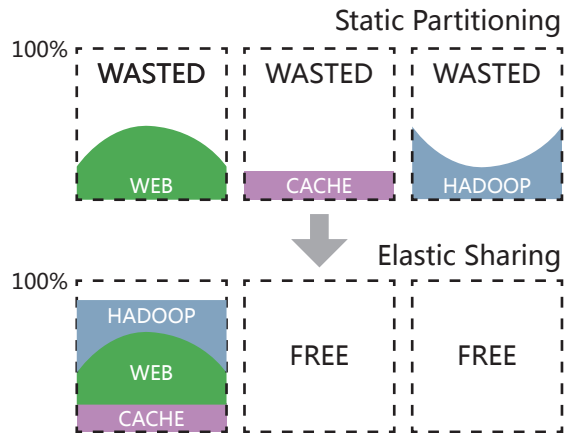 Static Partitioning
100%
WASTED WASTED WASTED
WEB CACHE HADOOP
Elastic Sharing
100%
HADOOP
FREE FREE
WEB
CACHE